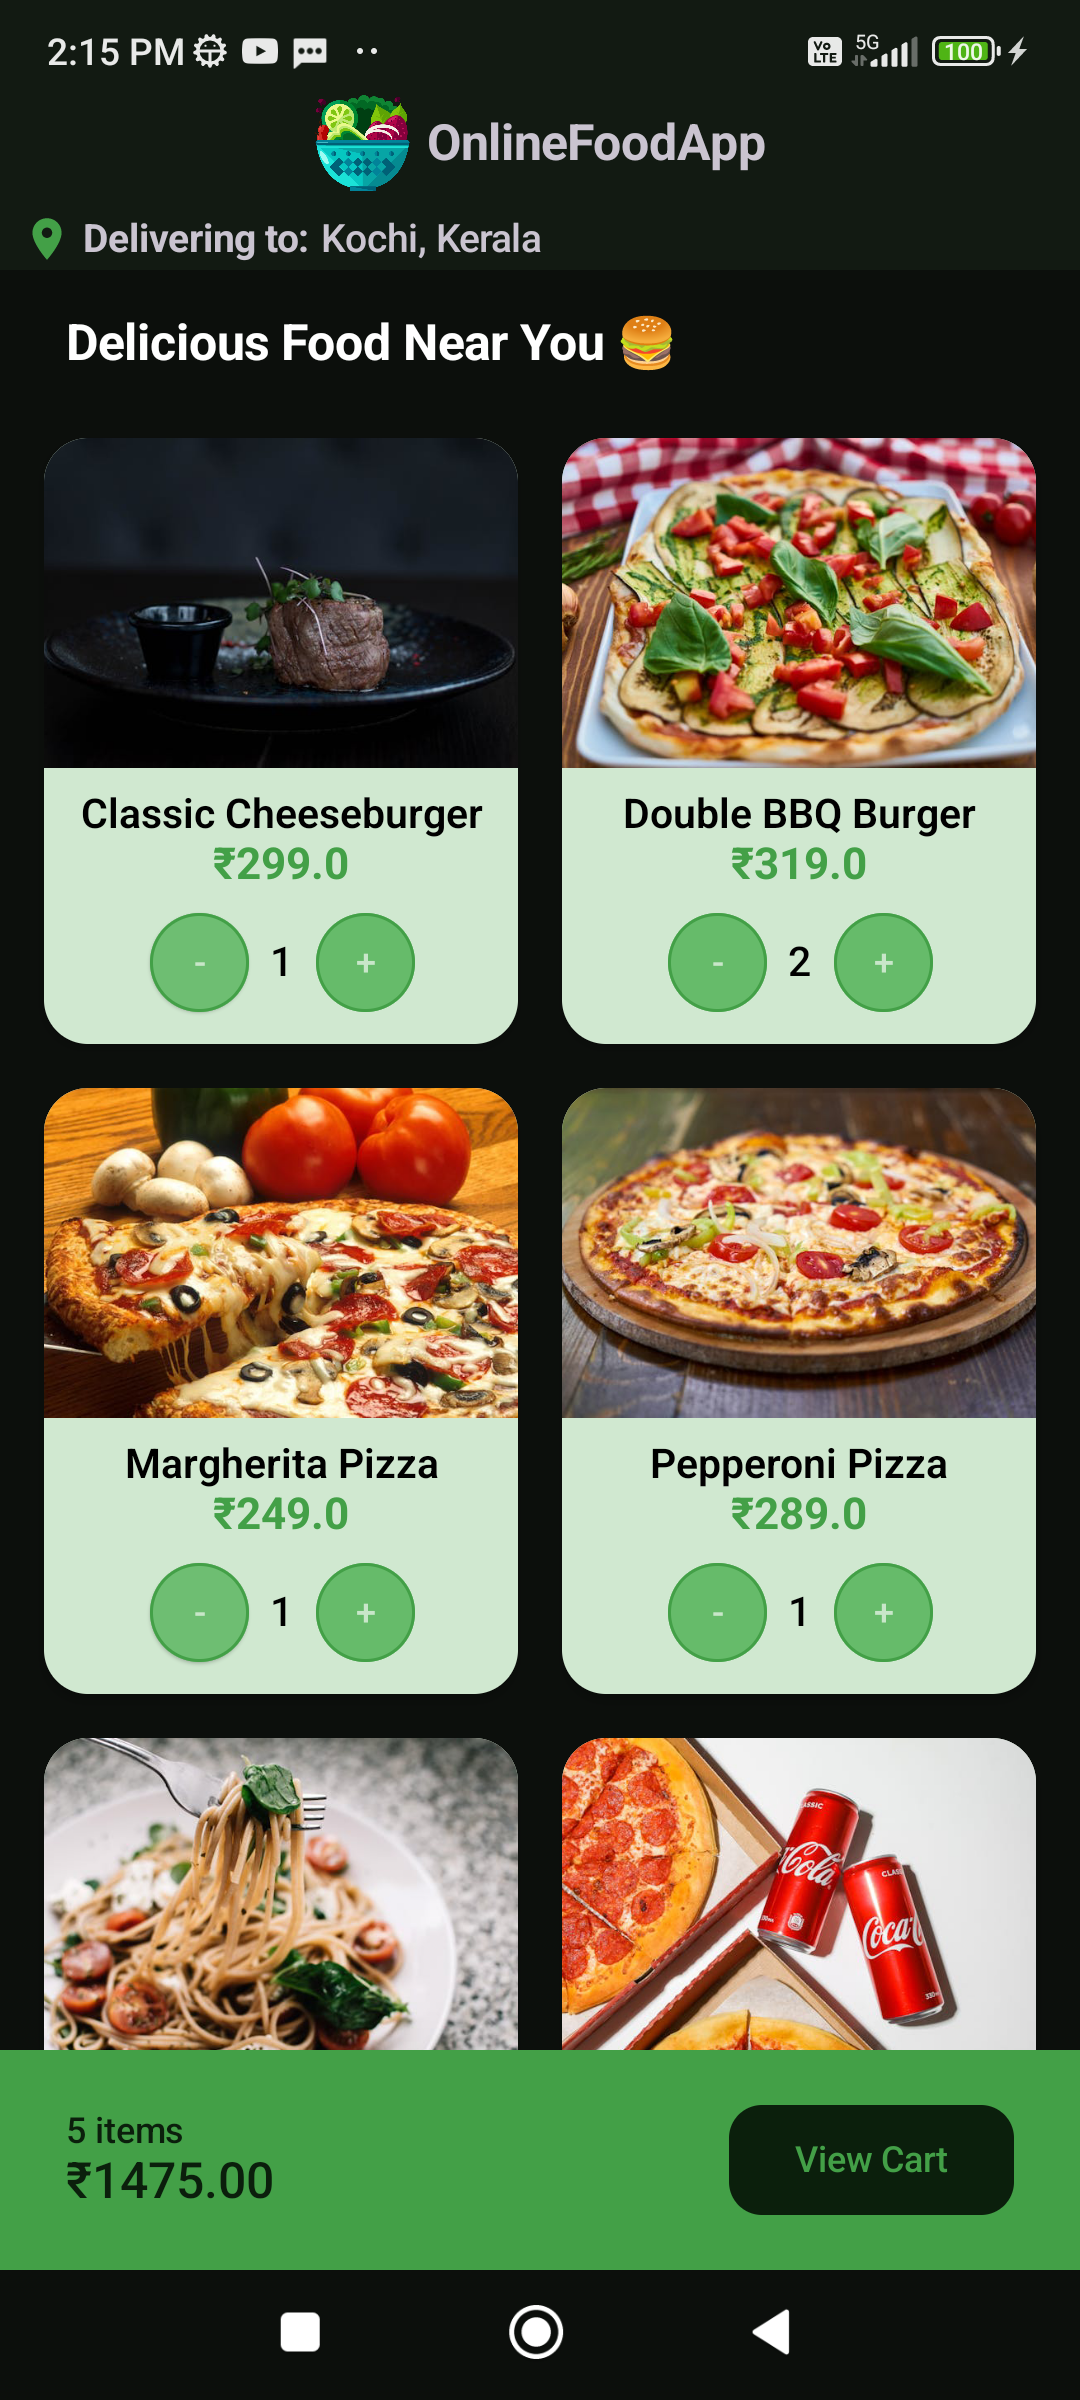 2:15 PM
Vo LTE 5G 100
OnlineFoodApp
Delivering to: Kochi, Kerala
Delicious Food Near You 🍔
Classic Cheeseburger
₹299.0
- 1 +
Double BBQ Burger
₹319.0
- 2 +
Margherita Pizza
₹249.0
- 1 +
Pepperoni Pizza
₹289.0
- 1 +
Coca
5 items
₹1475.00
View Cart